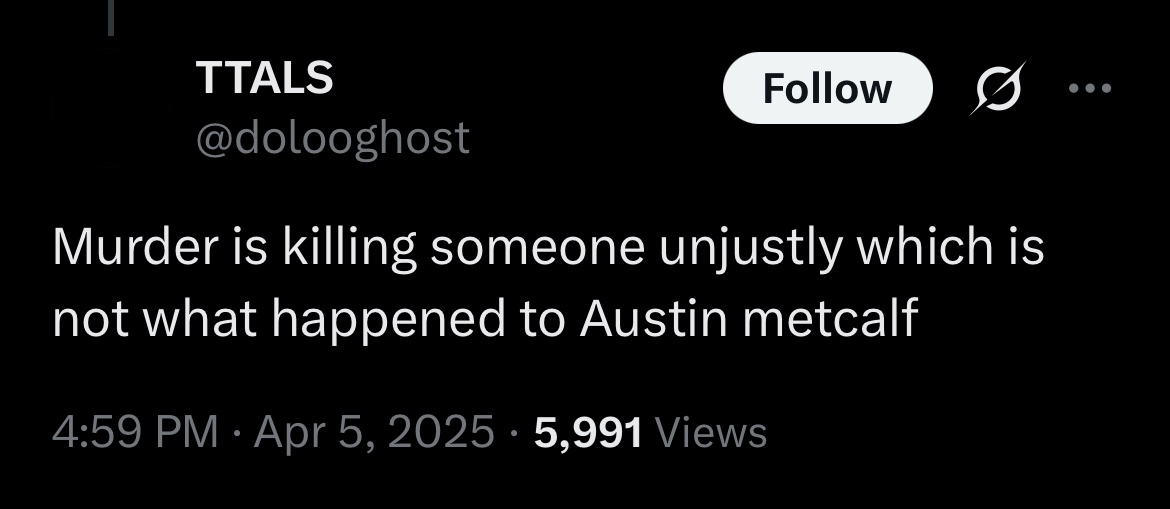 TTALS
Follow
@dolooghost
Murder is killing someone unjustly which is
not what happened to Austin metcalf
4:59 PM · Apr 5, 2025 · 5,991 Views